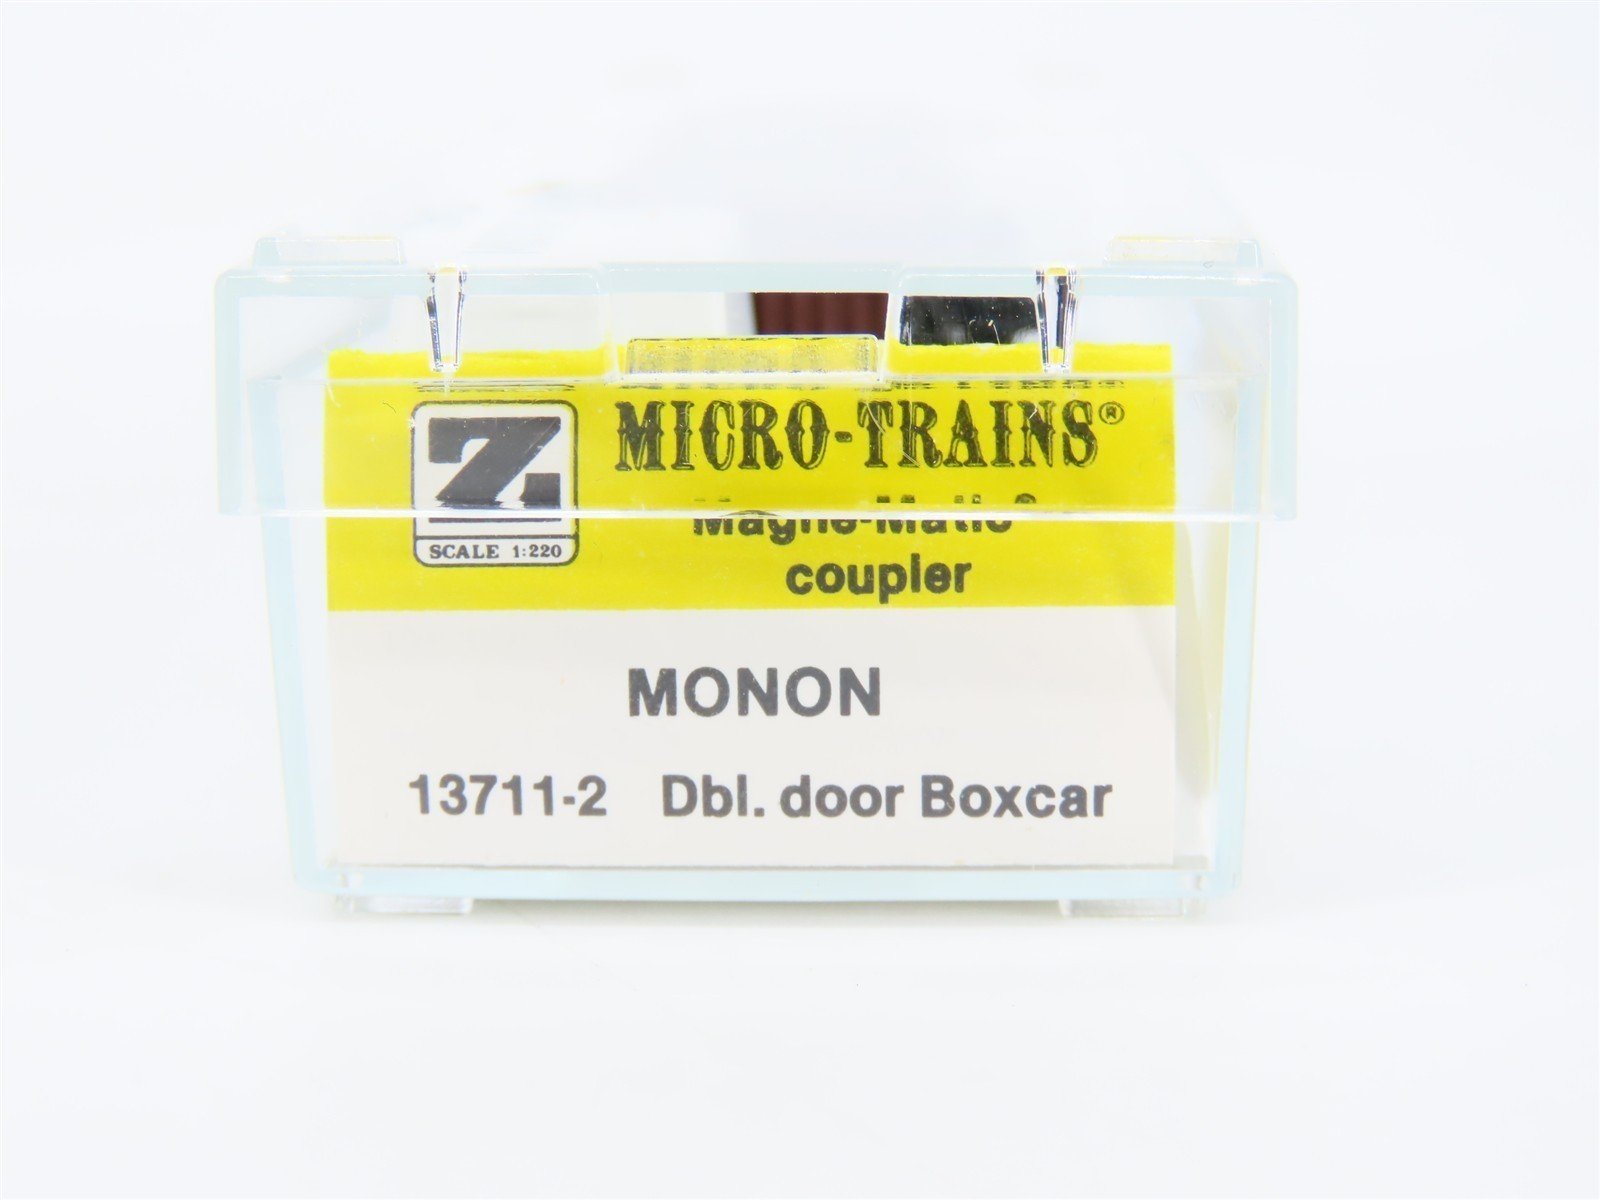 Z
SCALE 1:220
MICRO-TRAINS®
Magne-Matic®
coupler
MONON
13711-2 Dbl. door Boxcar